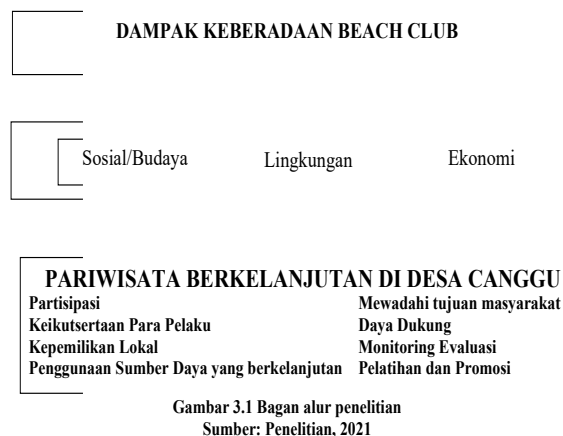 DAMPAK KEBERADAAN BEACH CLUB
Sosial/Budaya Lingkungan Ekonomi
PARIWISATA BERKELANJUTAN DI DESA CANGGU
Partisipasi Mewadahi tujuan masyarakat
Keikutsertaan Para Pelaku Daya Dukung
Kepemilikan Lokal Monitoring Evaluasi
Penggunaan Sumber Daya yang berkelanjutan Pelatihan dan Promosi
Gambar 3.1 Bagan alur penelitian
Sumber: Penelitian, 2021